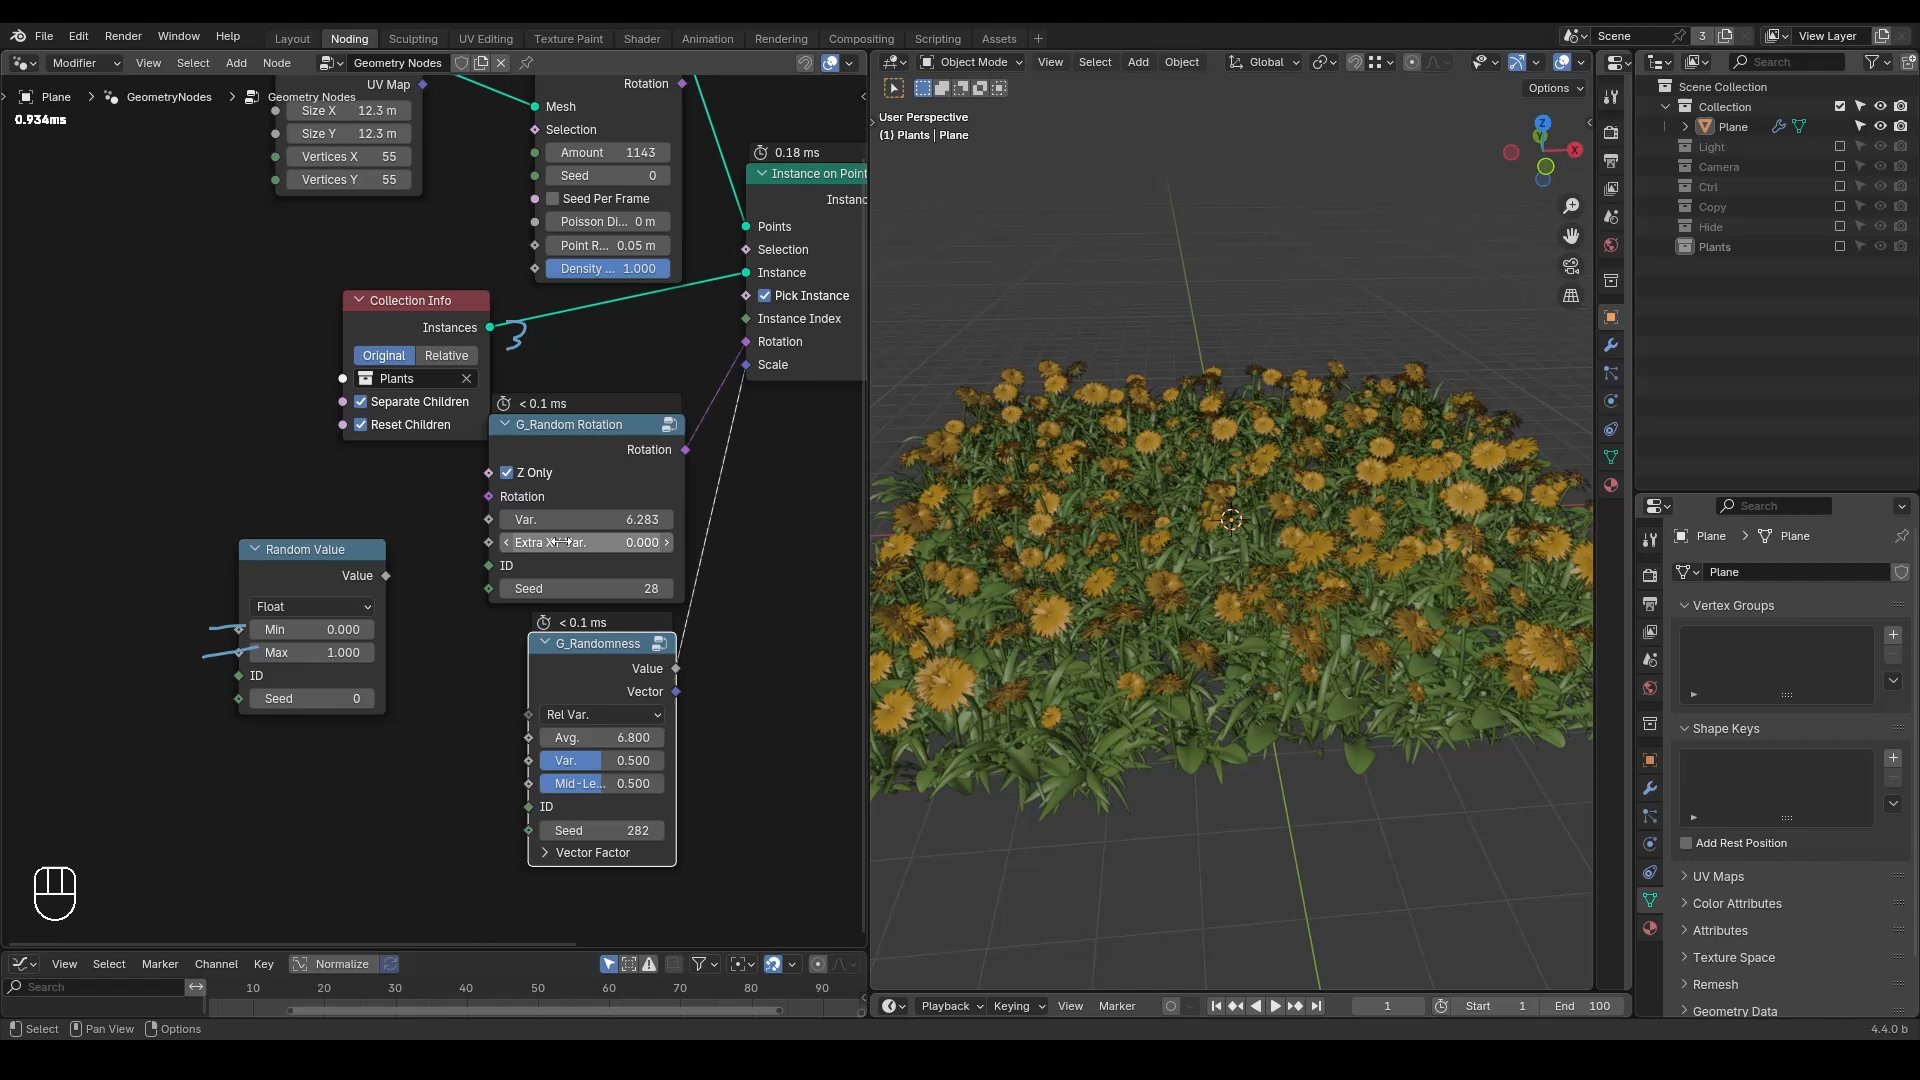 File Edit Render Window Help
Layout Noding Sculpting UV Editing Texture Paint Shader Animation Rendering Compositing Scripting Assets +
Scene 3 View Layer
Modifier View Select Add Node Geometry Nodes
Object Mode View Select Add Object Global
Search
Plane > GeometryNodes > Geometry Nodes
0.934ms
Options
User Perspective
(1) Plants | Plane
Z
Y
X
UV Map
Size X 12.3 m
Size Y 12.3 m
Vertices X 55
Vertices Y 55
Rotation
Mesh
Selection
Amount 1143
Seed 0
Seed Per Frame
Poisson Di... 0 m
Point R... 0.05 m
Density ... 1.000
0.18 ms
Instance on Point
Instanc
Points
Selection
Instance
Pick Instance
Instance Index
Rotation
Scale
Collection Info
Instances
Original Relative
Plants
Separate Children
Reset Children
< 0.1 ms
G_Random Rotation
Rotation
Z Only
Rotation
Var. 6.283
0.000
ID
Seed 28
Random Value
Value
Float
Min 0.000
Max 1.000
ID
Seed 0
< 0.1 ms
G_Randomness
Value
Vector
Rel Var.
Avg. 6.800
Var. 0.500
Mid-Le... 0.500
ID
Seed 282
Vector Factor
Scene Collection
Collection
Plane
Light
Camera
Ctrl
Copy
Hide
Plants
Search
Plane > Plane
Plane
Vertex Groups
Shape Keys
Add Rest Position
UV Maps
Color Attributes
Attributes
Texture Space
Remesh
Geometry Data
View Select Marker Channel Key Normalize
Search
10 20 30 40 50 60 70 80 90
Playback Keying View Marker 1 Start 1 End 100
Select Pan View Options
4.4.0 b